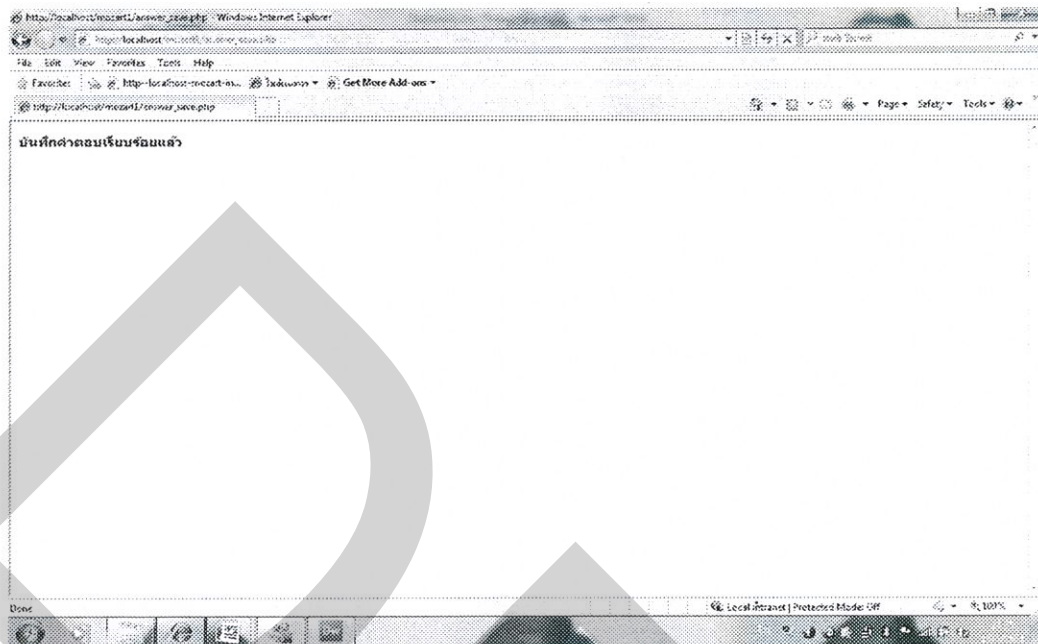 http://localhost/mozart1/answer_save.php - Windows Internet Explorer
File Edit View Favorites Tools Help
Favorites Get More Add-ons
http://localhost/mozart1/answer_save.php
Page Safety Tools
บันทึกคำตอบเรียบร้อยแล้ว
Done
Local intranet | Protected Mode: Off
100%